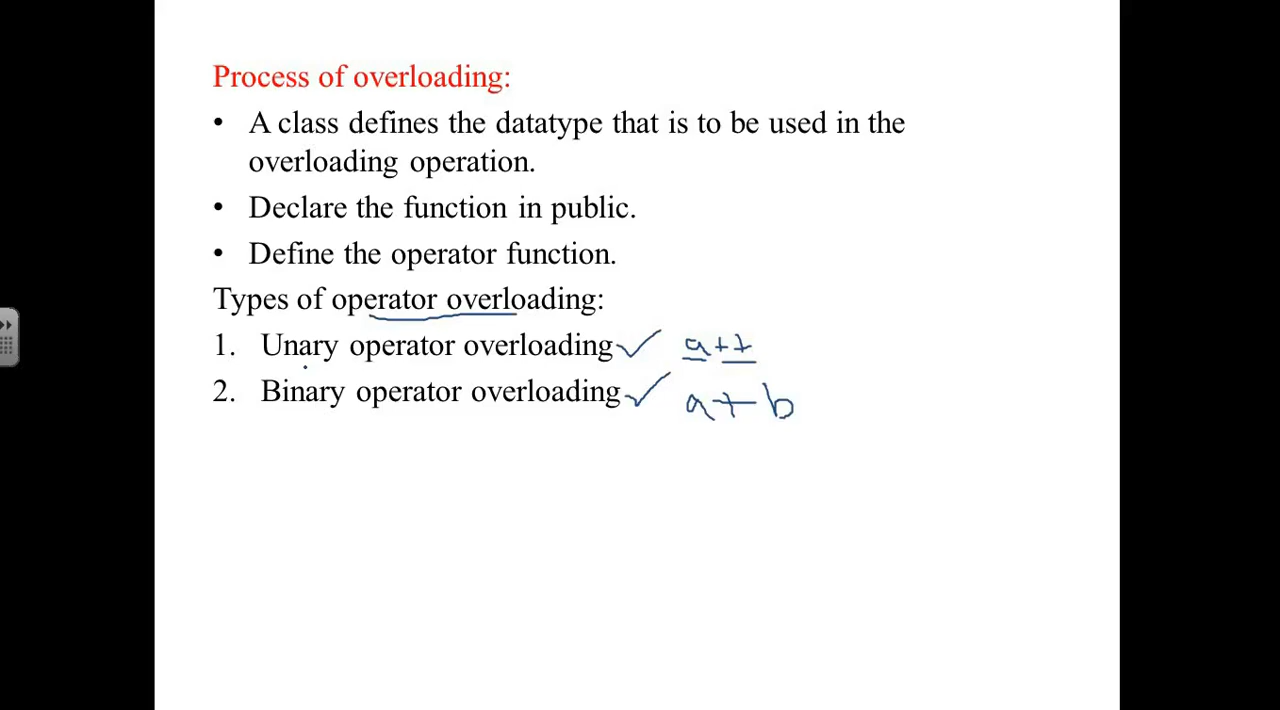 Process of overloading:
• A class defines the datatype that is to be used in the
overloading operation.
• Declare the function in public.
• Define the operator function.
Types of operator overloading:
1. Unary operator overloading a++
2. Binary operator overloading a+b